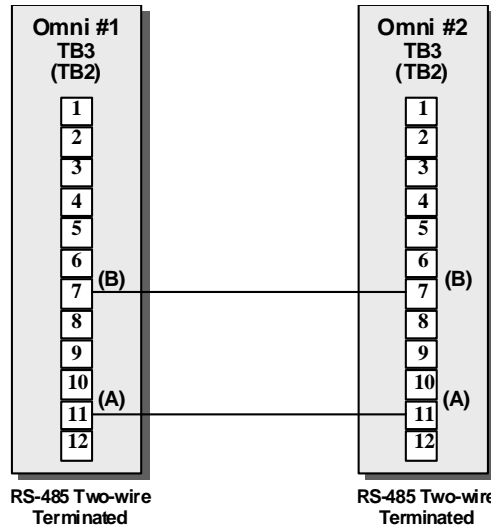 Omni #1
TB3
(TB2)
1
2
3
4
5
6
(B)
7
8
9
10
(A)
11
12
RS-485 Two-wire
Terminated
Omni #2
TB3
(TB2)
1
2
3
4
5
6
(B)
7
8
9
10
(A)
11
12
RS-485 Two-wire
Terminated